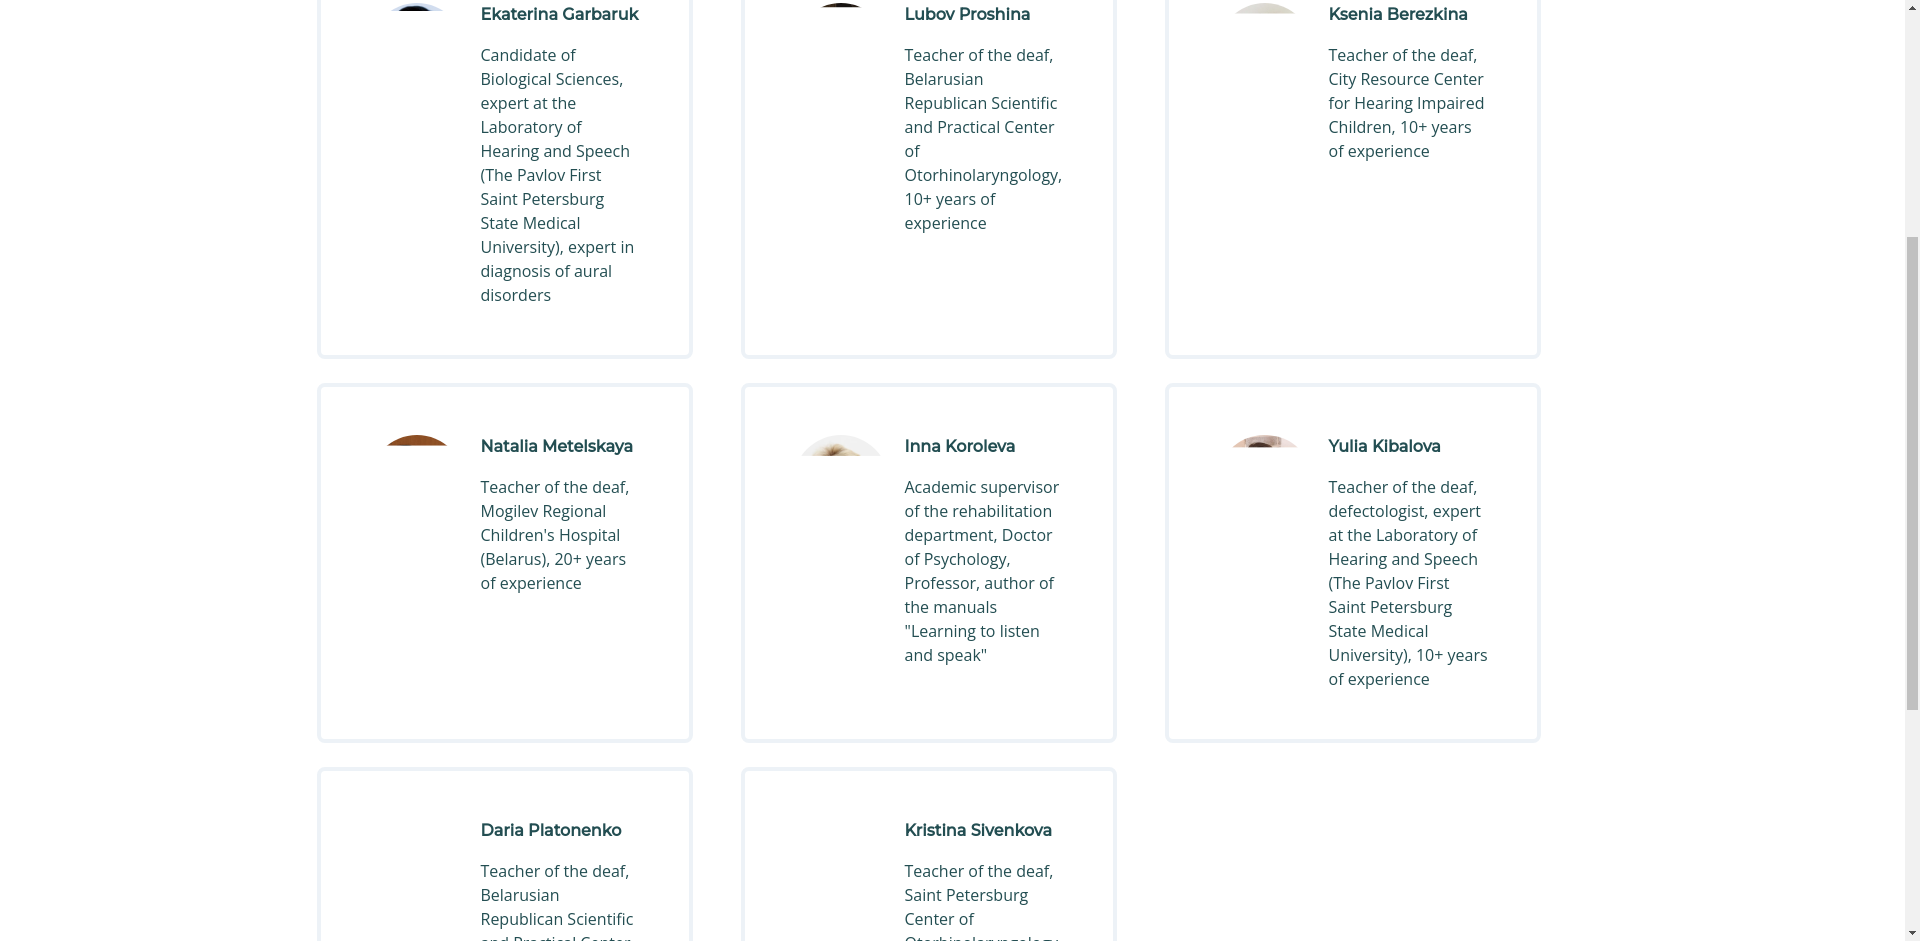 Ekaterina Garbaruk
Candidate of
Biological Sciences,
expert at the
Laboratory of
Hearing and Speech
(The Pavlov First
Saint Petersburg
State Medical
University), expert in
diagnosis of aural
disorders
Lubov Proshina
Teacher of the deaf,
Belarusian
Republican Scientific
and Practical Center
of
Otorhinolaryngology,
10+ years of
experience
Ksenia Berezkina
Teacher of the deaf,
City Resource Center
for Hearing Impaired
Children, 10+ years
of experience
Natalia Metelskaya
Teacher of the deaf,
Mogilev Regional
Children's Hospital
(Belarus), 20+ years
of experience
Inna Koroleva
Academic supervisor
of the rehabilitation
department, Doctor
of Psychology,
Professor, author of
the manuals
"Learning to listen
and speak"
Yulia Kibalova
Teacher of the deaf,
defectologist, expert
at the Laboratory of
Hearing and Speech
(The Pavlov First
Saint Petersburg
State Medical
University), 10+ years
of experience
Daria Platonenko
Teacher of the deaf,
Belarusian
Republican Scientific
and Practical Center
Kristina Sivenkova
Teacher of the deaf,
Saint Petersburg
Center of
Otorhinolaryngology